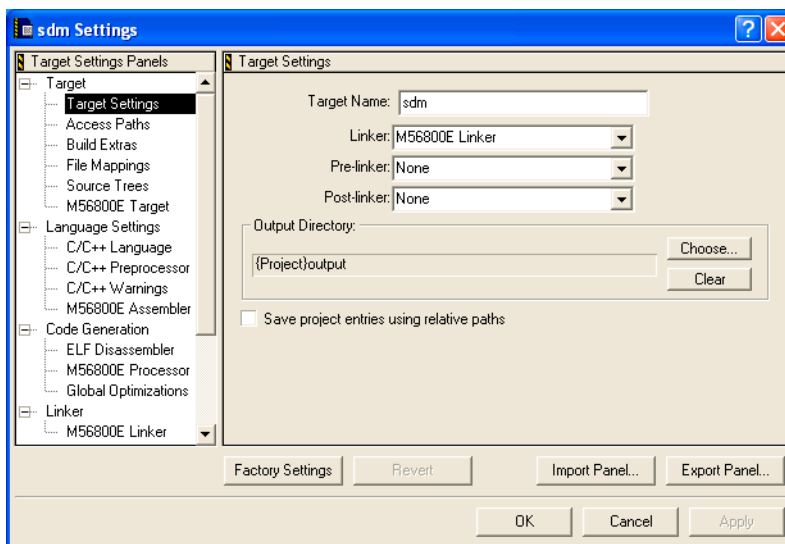 sdm Settings
Target Settings Panels
Target
Target Settings
Access Paths
Build Extras
File Mappings
Source Trees
M56800E Target
Language Settings
C/C++ Language
C/C++ Preprocessor
C/C++ Warnings
M56800E Assembler
Code Generation
ELF Disassembler
M56800E Processor
Global Optimizations
Linker
M56800E Linker
Target Settings
Target Name: sdm
Linker: M56800E Linker
Pre-linker: None
Post-linker: None
Output Directory:
{Project}output
Choose...
Clear
Save project entries using relative paths
Factory Settings Revert Import Panel... Export Panel...
OK Cancel Apply